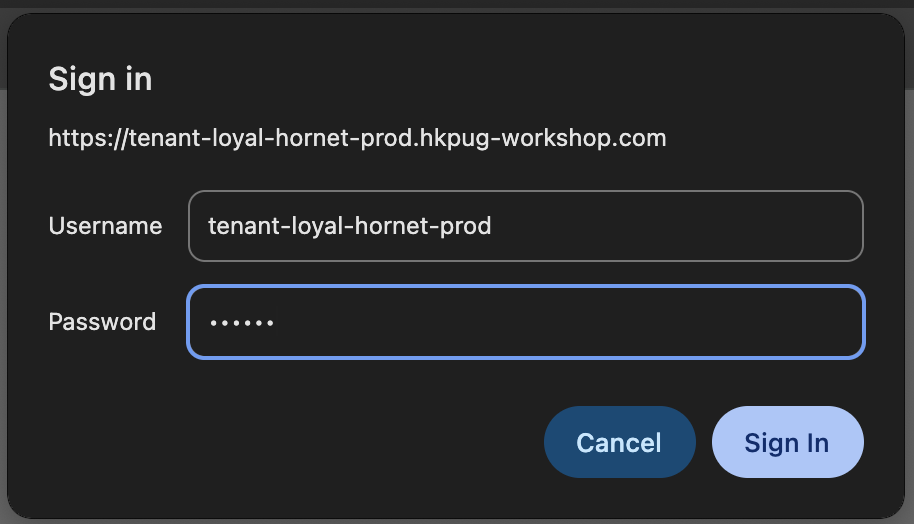 Sign in
https://tenant-loyal-hornet-prod.hkpug-workshop.com
Username tenant-loyal-hornet-prod
Password ••••••
Cancel Sign In